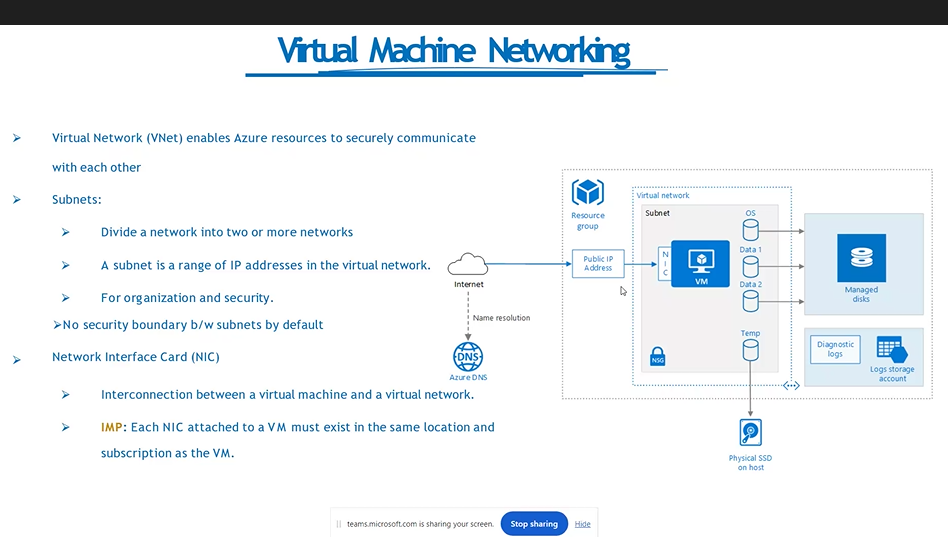 Virtual Machine Networking
Virtual Network (VNet) enables Azure resources to securely communicate
with each other
Subnets:
Divide a network into two or more networks
A subnet is a range of IP addresses in the virtual network.
For organization and security.
No security boundary b/w subnets by default
Network Interface Card (NIC)
Interconnection between a virtual machine and a virtual network.
IMP: Each NIC attached to a VM must exist in the same location and
subscription as the VM.
Internet
Name resolution
DNS
Azure DNS
Resource
group
Public IP
Address
Virtual network
Subnet
NIC
VM
NSG
OS
Data 1
Data 2
Temp
Managed
disks
Diagnostic
logs
Logs storage
account
Physical SSD
on host
teams.microsoft.com is sharing your screen.
Stop sharing
Hide